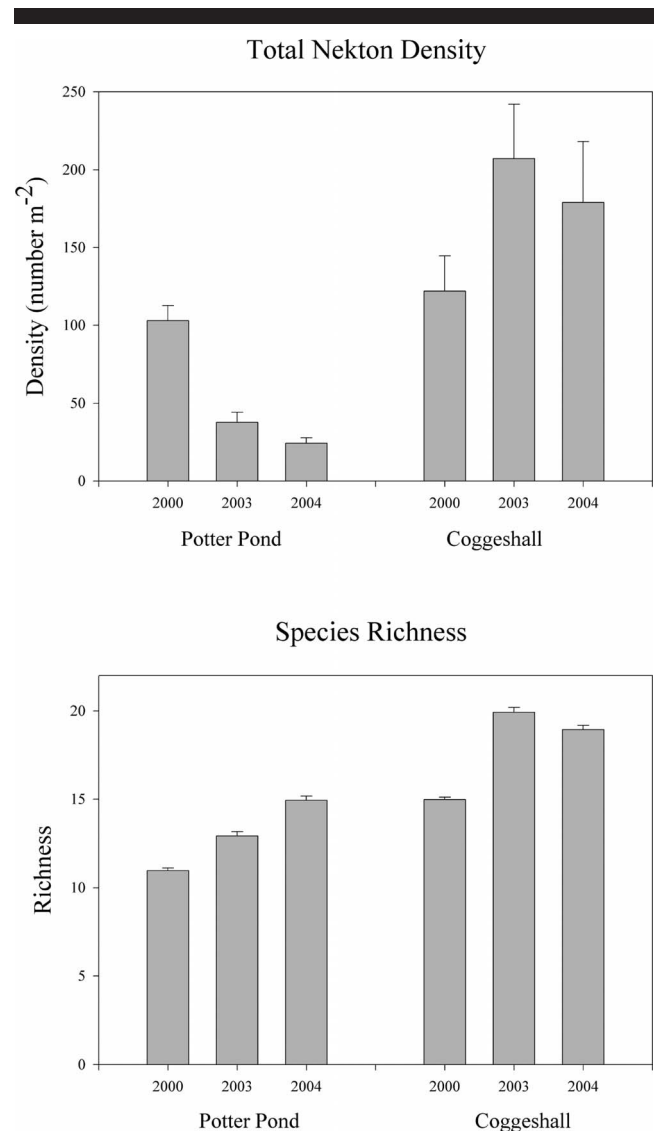 Total Nekton Density
Density (number m-2)
250
200
150
100
50
0
2000 2003 2004 2000 2003 2004
Potter Pond Coggeshall
Species Richness
Richness
20
15
10
5
0
2000 2003 2004 2000 2003 2004
Potter Pond Coggeshall